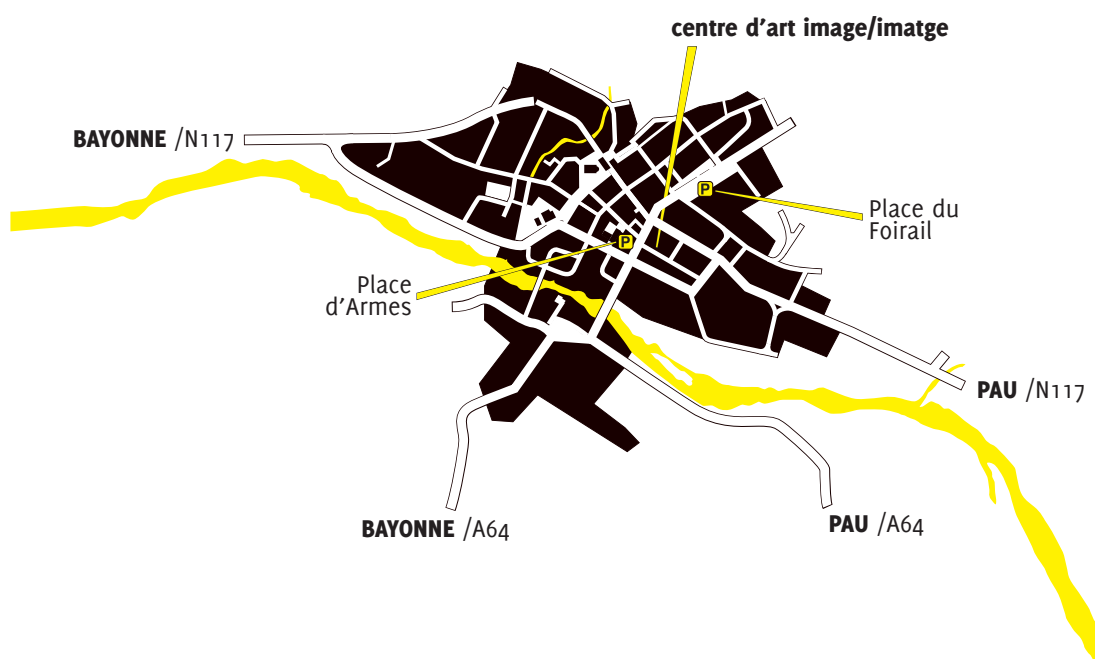 centre d'art image/imatge
BAYONNE /N117
P
Place du
Foirail
P
Place
d'Armes
PAU /N117
BAYONNE /A64
PAU /A64